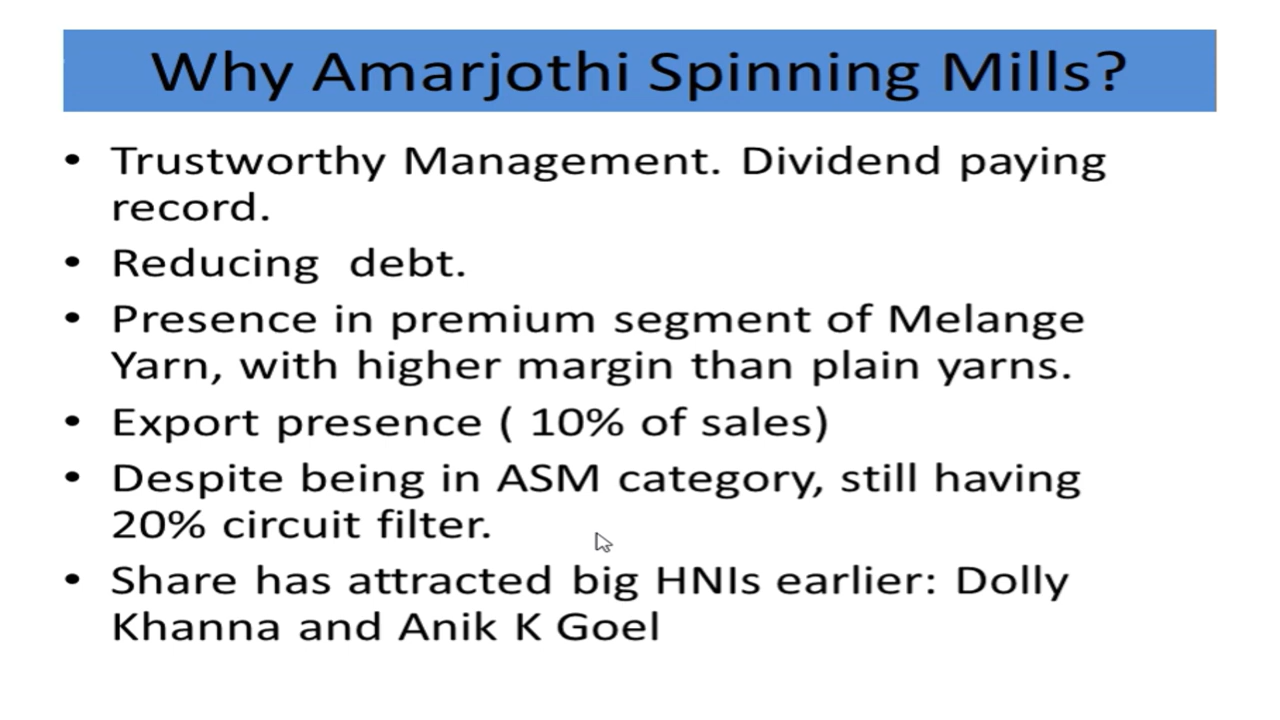 Why Amarjothi Spinning Mills?
• Trustworthy Management. Dividend paying
record.
• Reducing  debt.
• Presence in premium segment of Melange
Yarn, with higher margin than plain yarns.
• Export presence ( 10% of sales)
• Despite being in ASM category, still having
20% circuit filter.
• Share has attracted big HNIs earlier: Dolly
Khanna and Anik K Goel